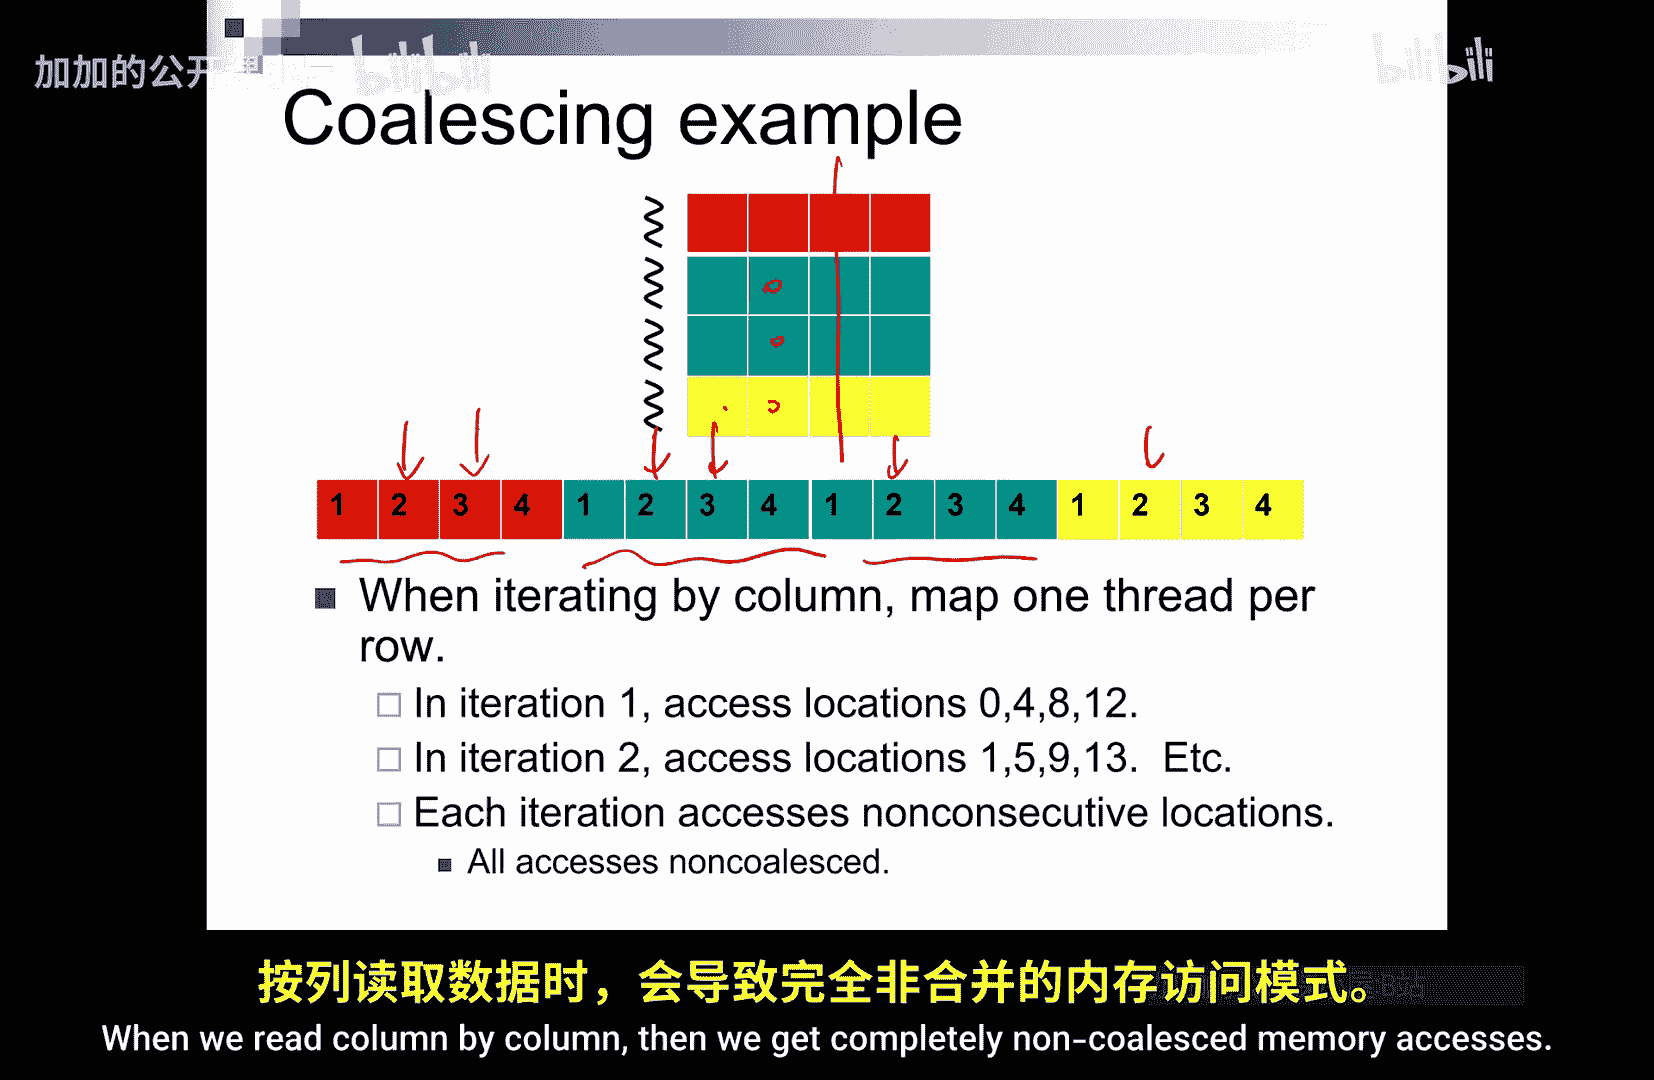 加加的公开
bilibili
bilibili
Coalescing example
1 2 3 4 1 2 3 4 1 2 3 4 1 2 3 4
When iterating by column, map one thread per
row.
In iteration 1, access locations 0,4,8,12.
In iteration 2, access locations 1,5,9,13. Etc.
Each iteration accesses nonconsecutive locations.
All accesses noncoalesced.
按列读取数据时，会导致完全非合并的内存访问模式。
When we read column by column, then we get completely non-coalesced memory accesses.